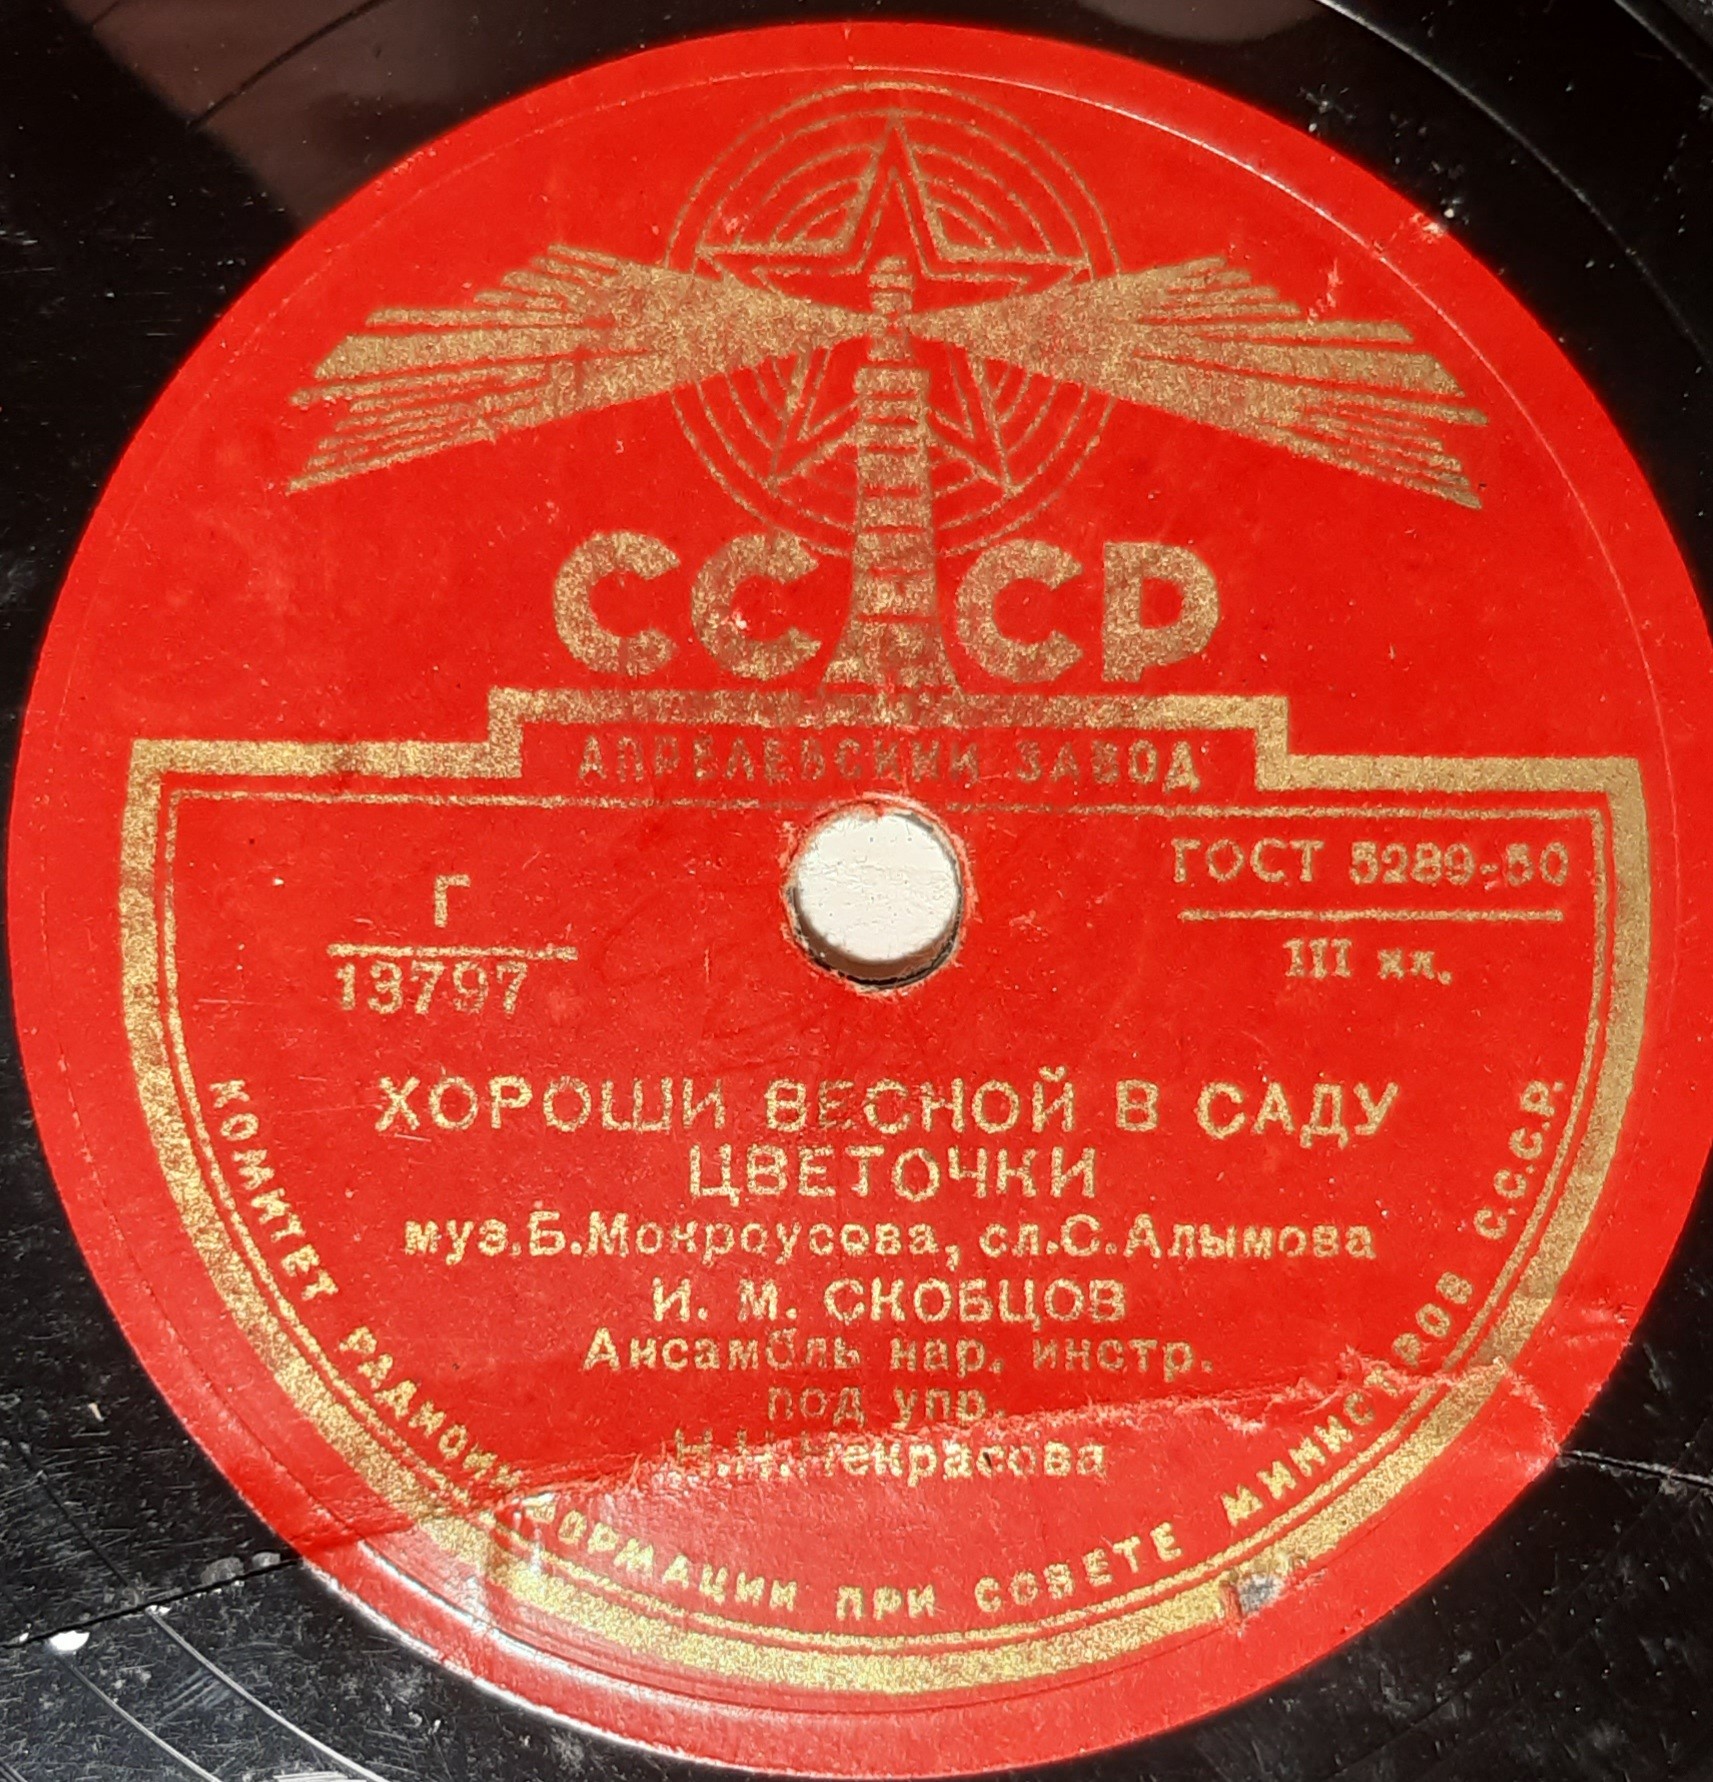 СССР
АПРЕЛЕВСКИЙ ЗАВОД
ГОСТ 5289-50
III кл.
Г
13797
ХОРОШИ ВЕСНОЙ В САДУ
ЦВЕТОЧКИ
муз.Б.Мокроусова, сл.С.Алымова
И. М. СКОБЦОВ
Ансамбль нар. инстр.
под упр.
Н.Н.Некрасова
КОМИТЕТ РАДИОИНФОРМАЦИИ ПРИ СОВЕТЕ МИНИСТРОВ С.С.С.Р.